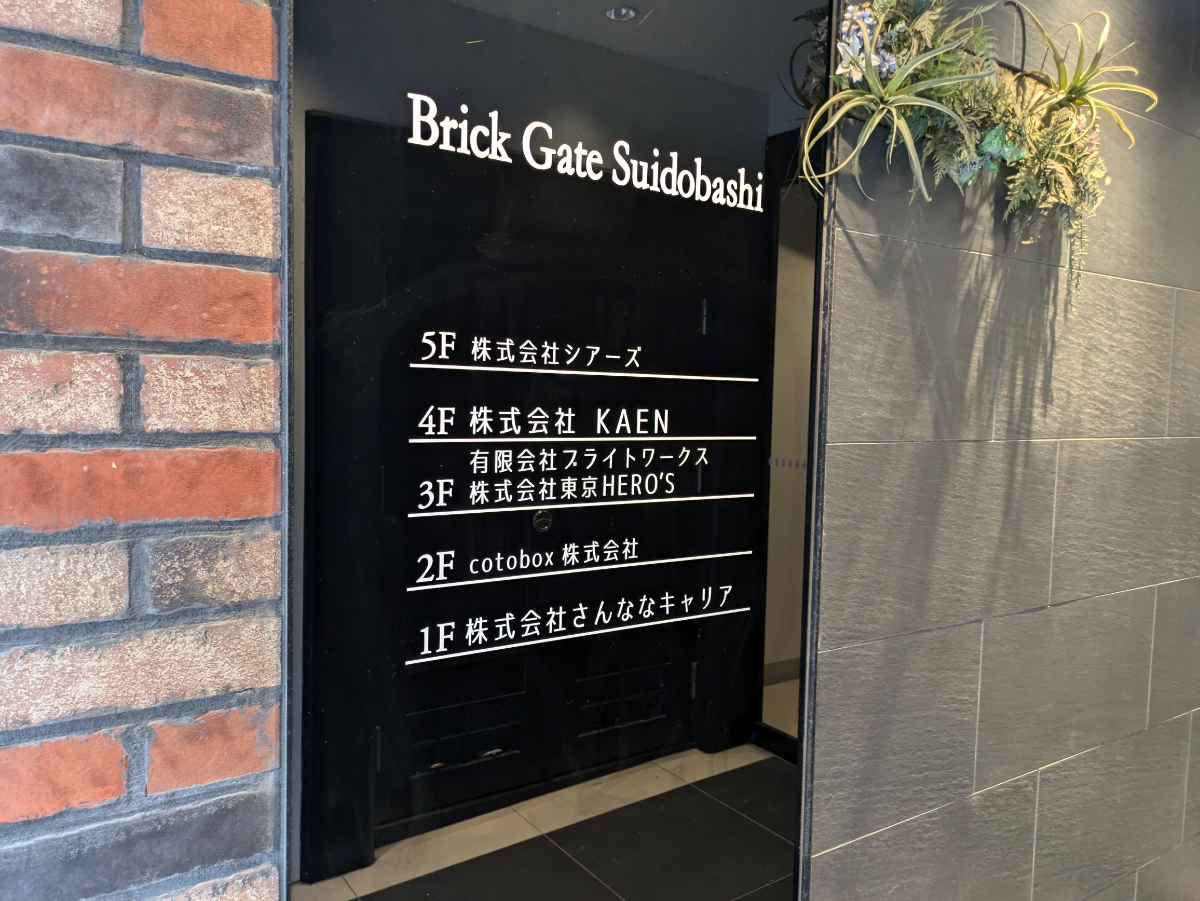 Brick Gate Suidobashi
5F 株式会社シアーズ
4F 株式会社 KAEN
有限会社ブライトワークス
3F 株式会社東京HERO'S
2F cotobox 株式会社
1F 株式会社さんななキャリア